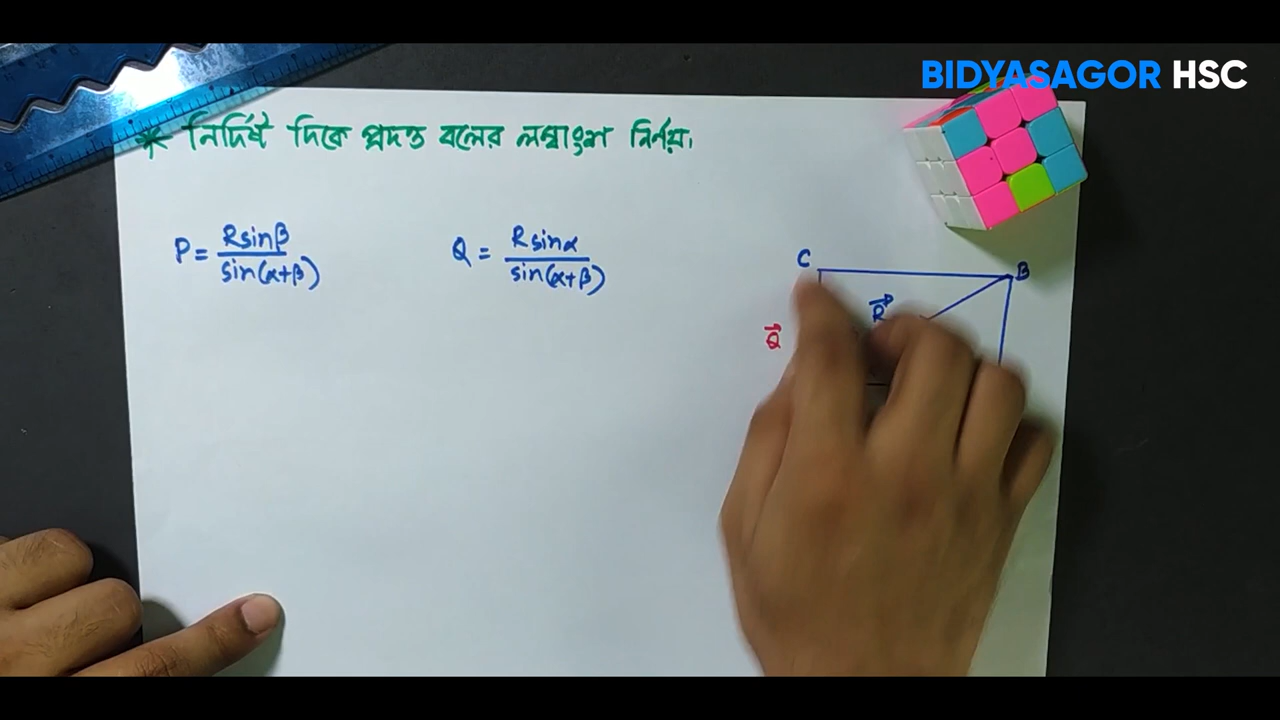 BIDYASAGOR HSC
* নির্দিষ্ট দিকে প্রদত্ত বলের লম্বাংশ নির্ণয়।
P = Rsinβ / sin(α+β)
Q = Rsinα / sin(α+β)
C
B
R⃗
Q⃗